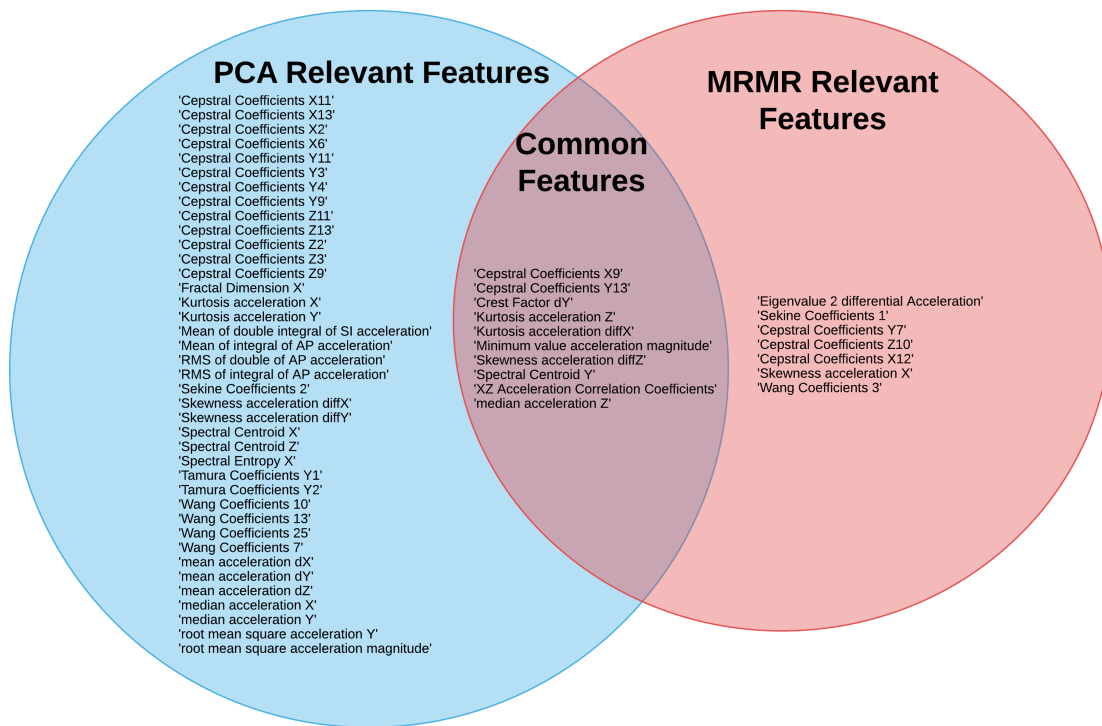 PCA Relevant Features
'Cepstral Coefficients X11'
'Cepstral Coefficients X13'
'Cepstral Coefficients X2'
'Cepstral Coefficients X6'
'Cepstral Coefficients Y11'
'Cepstral Coefficients Y3'
'Cepstral Coefficients Y4'
'Cepstral Coefficients Y9'
'Cepstral Coefficients Z11'
'Cepstral Coefficients Z13'
'Cepstral Coefficients Z2'
'Cepstral Coefficients Z3'
'Cepstral Coefficients Z9'
'Fractal Dimension X'
'Kurtosis acceleration X'
'Kurtosis acceleration Y'
'Mean of double integral of SI acceleration'
'Mean of integral of AP acceleration'
'RMS of double of AP acceleration'
'RMS of integral of AP acceleration'
'Sekine Coefficients 2'
'Skewness acceleration diffX'
'Skewness acceleration diffY'
'Spectral Centroid X'
'Spectral Centroid Z'
'Spectral Entropy X'
'Tamura Coefficients Y1'
'Tamura Coefficients Y2'
'Wang Coefficients 10'
'Wang Coefficients 13'
'Wang Coefficients 25'
'Wang Coefficients 7'
'mean acceleration dX'
'mean acceleration dY'
'mean acceleration dZ'
'median acceleration X'
'median acceleration Y'
'root mean square acceleration Y'
'root mean square acceleration magnitude'
Common
Features
'Cepstral Coefficients X9'
'Cepstral Coefficients Y13'
'Crest Factor dY'
'Kurtosis acceleration Z'
'Kurtosis acceleration diffX'
'Minimum value acceleration magnitude'
'Skewness acceleration diffZ'
'Spectral Centroid Y'
'XZ Acceleration Correlation Coefficients'
'median acceleration Z'
MRMR Relevant
Features
'Eigenvalue 2 differential Acceleration'
'Sekine Coefficients 1'
'Cepstral Coefficients Y7'
'Cepstral Coefficients Z10'
'Cepstral Coefficients X12'
'Skewness acceleration X'
'Wang Coefficients 3'